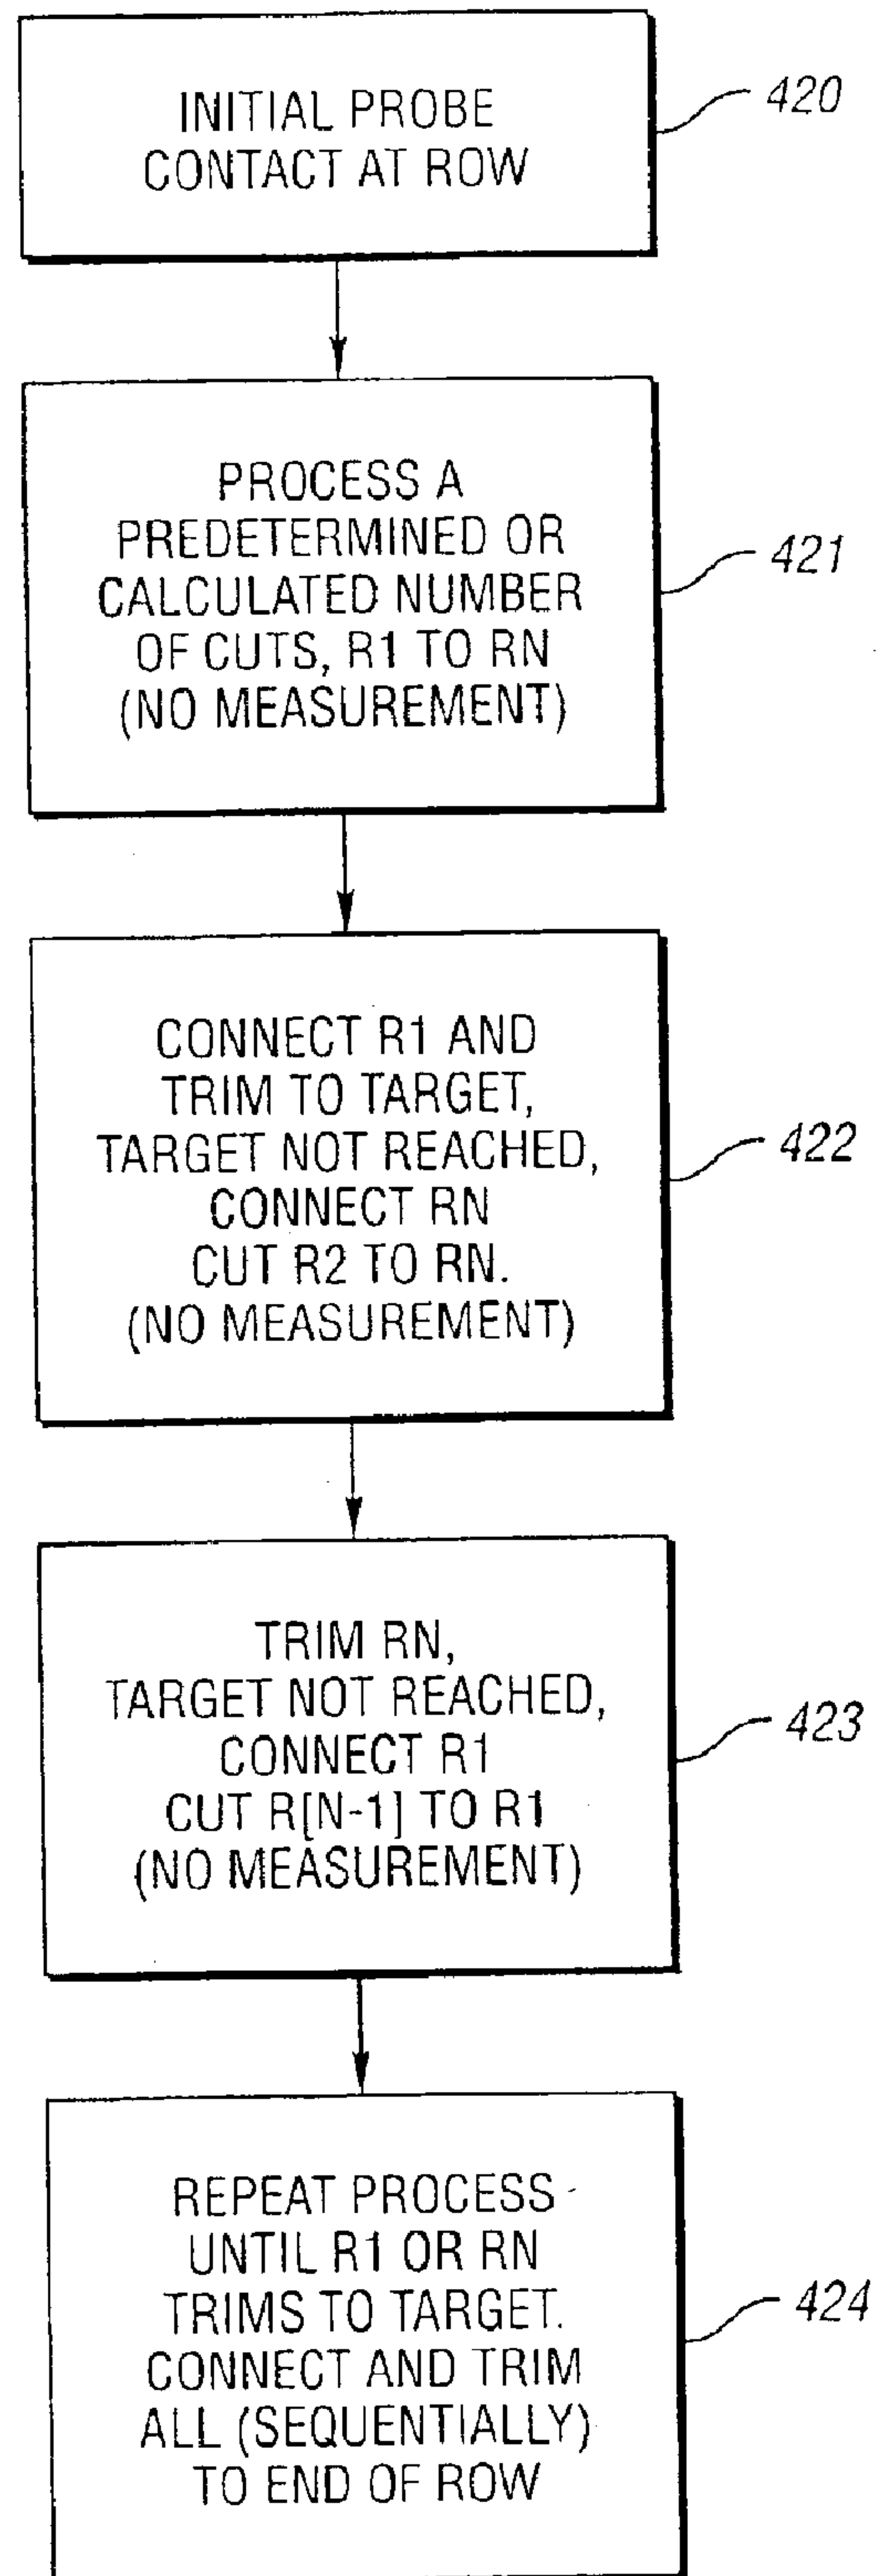 INITIAL PROBE
CONTACT AT ROW
420
PROCESS A
PREDETERMINED OR
CALCULATED NUMBER
OF CUTS, R1 TO RN
(NO MEASUREMENT)
421
CONNECT R1 AND
TRIM TO TARGET,
TARGET NOT REACHED,
CONNECT RN
CUT R2 TO RN.
(NO MEASUREMENT)
422
TRIM RN,
TARGET NOT REACHED,
CONNECT R1
CUT R[N-1] TO R1
(NO MEASUREMENT)
423
REPEAT PROCESS
UNTIL R1 OR RN
TRIMS TO TARGET.
CONNECT AND TRIM
ALL (SEQUENTIALLY)
TO END OF ROW
424